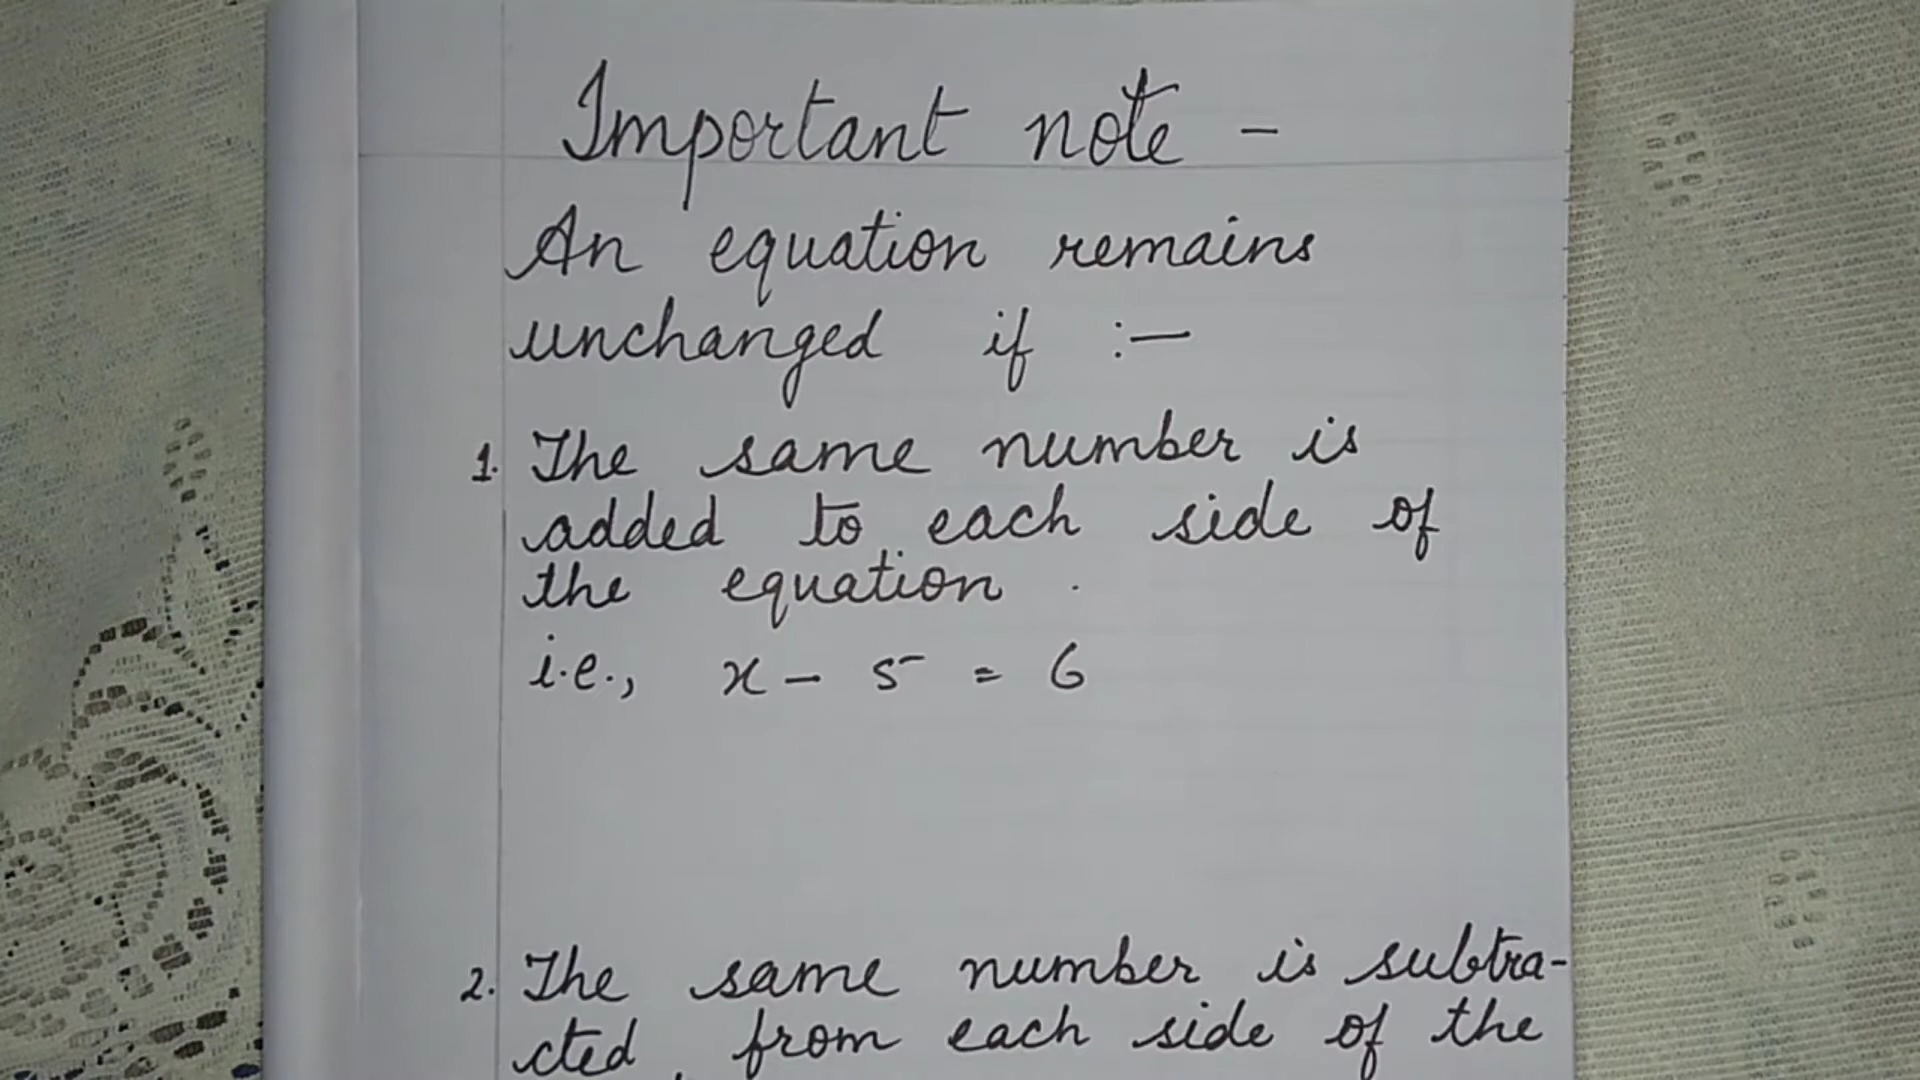 Important note -
An equation remains
unchanged if :-
1. The same number is
added to each side of
the equation .
i.e., x - 5 = 6
2. The same number is subtra-
cted from each side of the